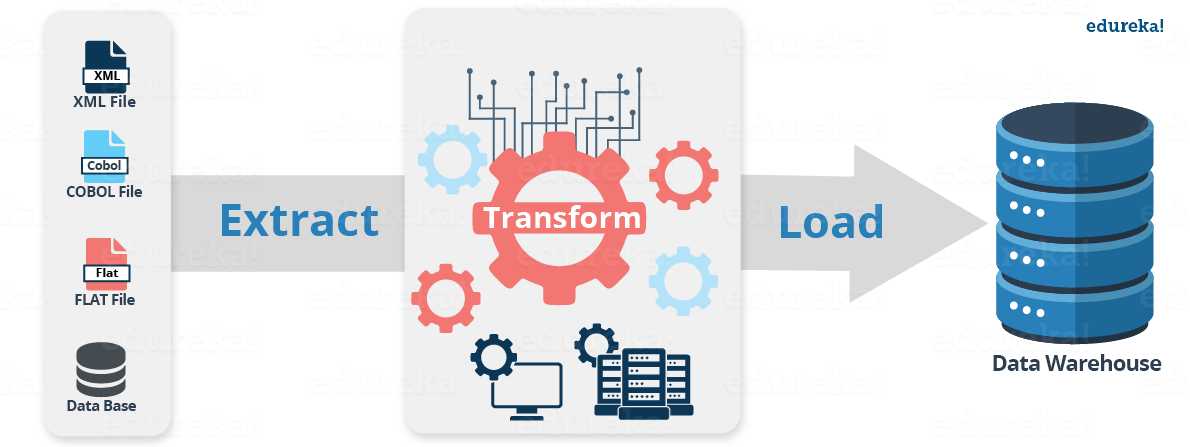 edureka!
XML
XML File
Cobol
COBOL File
Flat
FLAT File
Data Base
Extract
Transform
Load
Data Warehouse